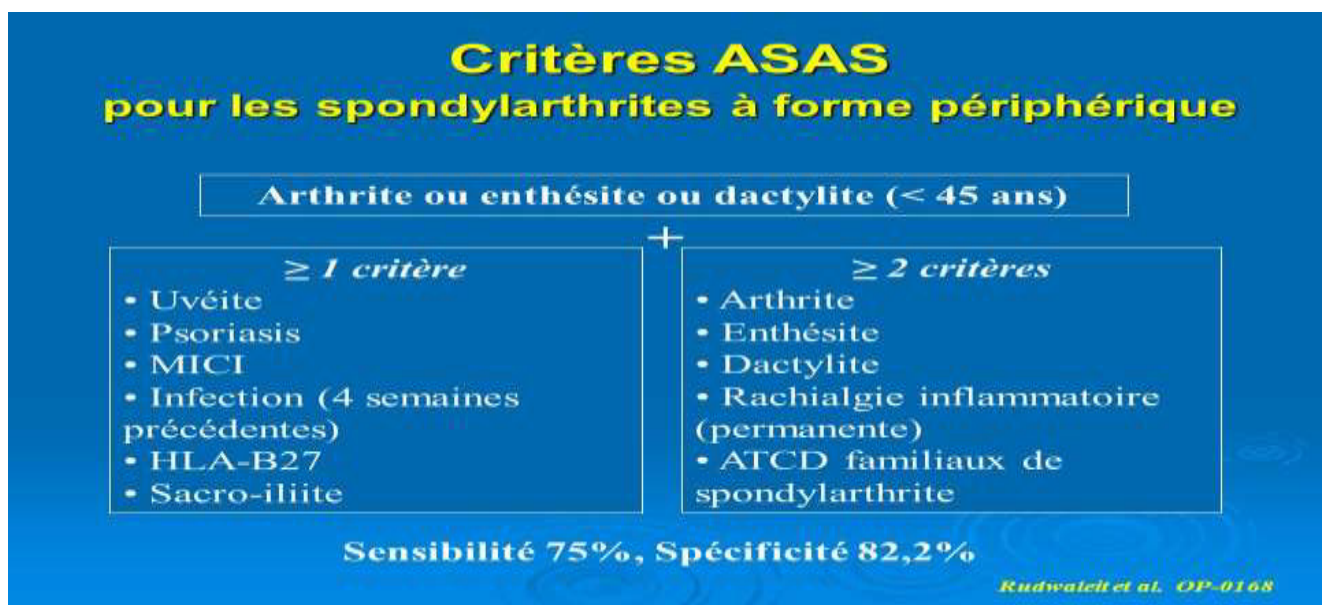 Critères ASAS
pour les spondylarthrites à forme périphérique
Arthrite ou enthésite ou dactylite (< 45 ans)
+
≥ 1 critère
• Uvéite
• Psoriasis
• MICI
• Infection (4 semaines
précédentes)
• HLA-B27
• Sacro-iliite
≥ 2 critères
• Arthrite
• Enthésite
• Dactylite
• Rachialgie inflammatoire
(permanente)
• ATCD familiaux de
spondylarthrite
Sensibilité 75%, Spécificité 82,2%
Rudwaleit et al. OP-0168